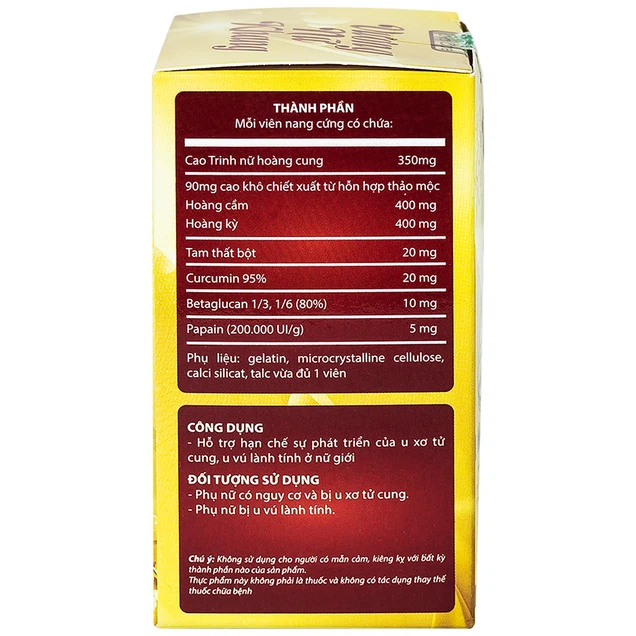 THÀNH PHẦN
Mỗi viên nang cứng có chứa:
Cao Trinh nữ hoàng cung 350mg
90mg cao khô chiết xuất từ hỗn hợp thảo mộc
Hoàng cầm 400 mg
Hoàng kỳ 400 mg
Tam thất bột 20 mg
Curcumin 95% 20 mg
Betaglucan 1/3, 1/6 (80%) 10 mg
Papain (200.000 UI/g) 5 mg
Phụ liệu: gelatin, microcrystalline cellulose,
calci silicat, talc vừa đủ 1 viên
CÔNG DỤNG
- Hỗ trợ hạn chế sự phát triển của u xơ tử
cung, u vú lành tính ở nữ giới
ĐỐI TƯỢNG SỬ DỤNG
- Phụ nữ có nguy cơ và bị u xơ tử cung.
- Phụ nữ bị u vú lành tính.
Chú ý: Không sử dụng cho người có mẫn cảm, kiêng kỵ với bất kỳ
thành phần nào của sản phẩm.
Thực phẩm này không phải là thuốc và không có tác dụng thay thế
thuốc chữa bệnh